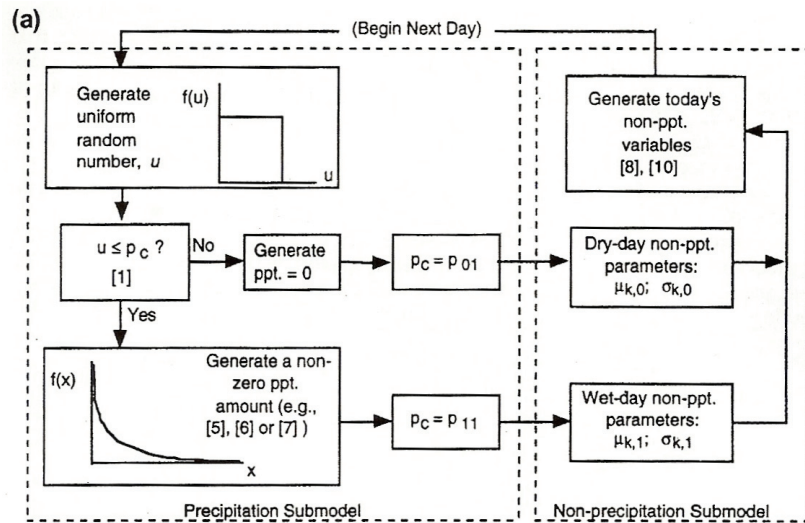 (a)
(Begin Next Day)
Generate
uniform
random
number, u
f(u)
u
u ≤ p c ?
[1]
No
Yes
Generate
ppt. = 0
p c = p 01
Dry-day non-ppt.
parameters:
μk,0; σk,0
Generate today's
non-ppt.
variables
[8], [10]
f(x)
x
Generate a non-
zero ppt.
amount (e.g.,
[5], [6] or [7] )
p c = p 11
Wet-day non-ppt.
parameters:
μk,1; σk,1
Precipitation Submodel
Non-precipitation Submodel